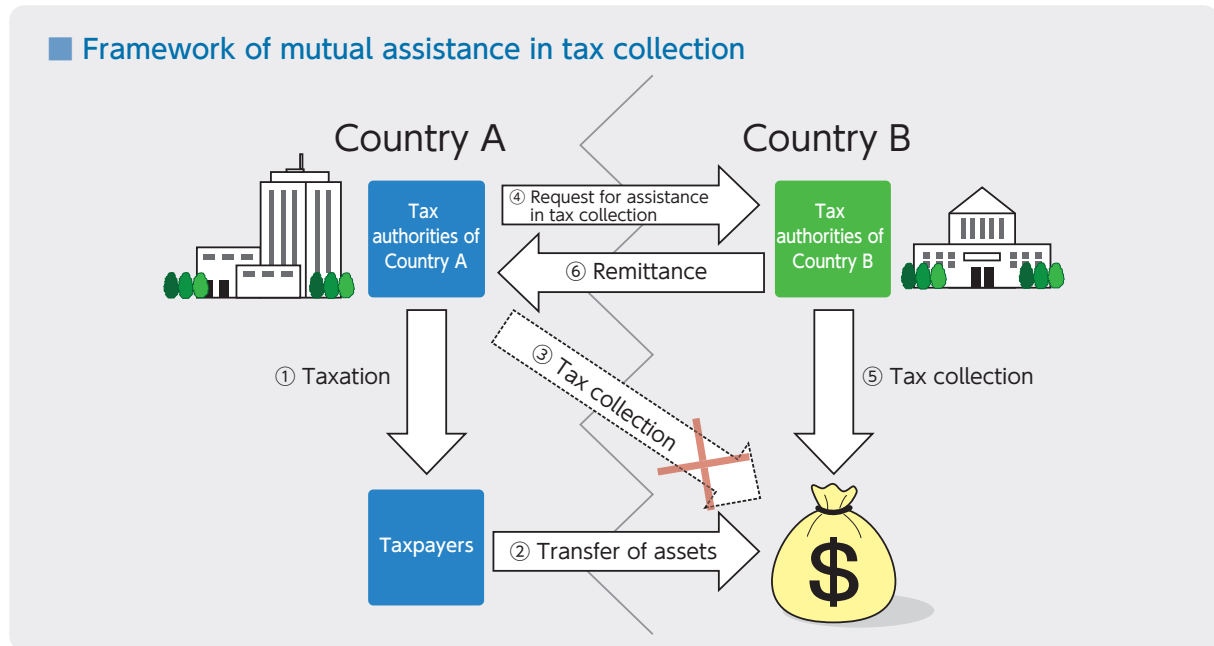 Framework of mutual assistance in tax collection
Country A
Country B
Tax
authorities of
Country A
④ Request for assistance
in tax collection
Tax
authorities of
Country B
⑥ Remittance
① Taxation
③ Tax collection
⑤ Tax collection
Taxpayers
② Transfer of assets
$